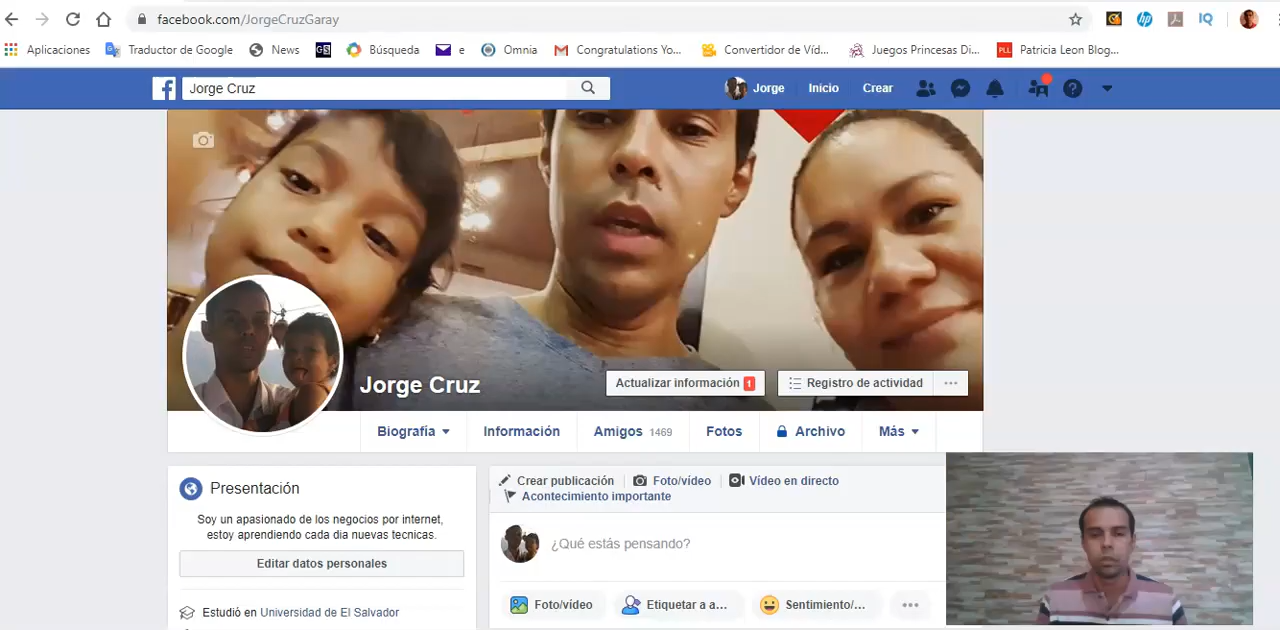 facebook.com/JorgeCruzGaray
Aplicaciones Traductor de Google News GS Búsqueda e Omnia Congratulations Yo... Convertidor de Víd... Juegos Princesas Di... PLL Patricia Leon Blog...
Jorge Cruz Jorge Inicio Crear
Jorge Cruz Actualizar información 1 Registro de actividad
Biografía Información Amigos 1469 Fotos Archivo Más
Presentación
Soy un apasionado de los negocios por internet,
estoy aprendiendo cada dia nuevas tecnicas.
Editar datos personales
Estudió en Universidad de El Salvador
Crear publicación Foto/vídeo Vídeo en directo
Acontecimiento importante
¿Qué estás pensando?
Foto/vídeo Etiquetar a a... Sentimiento/...